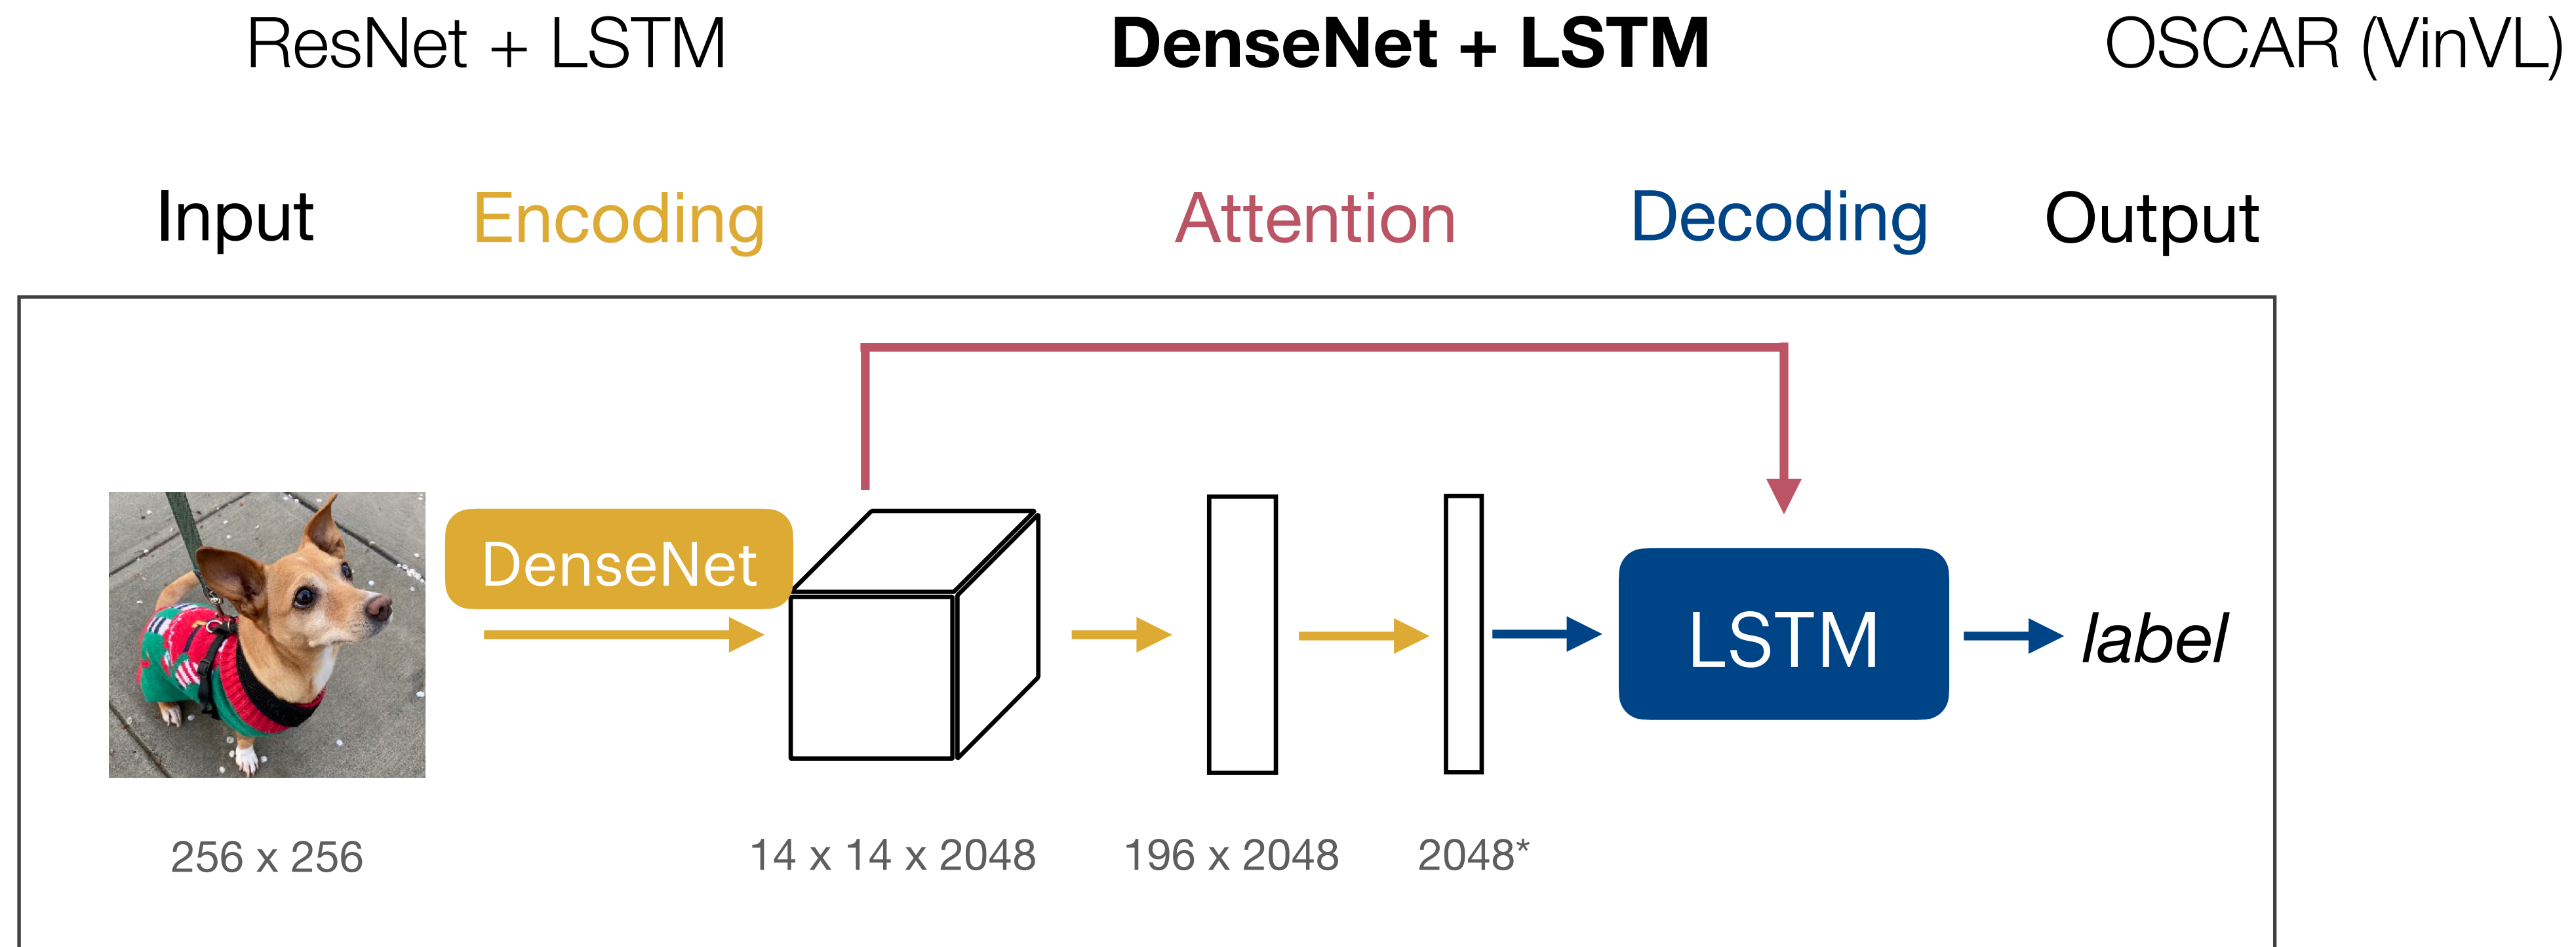 ResNet + LSTM
DenseNet + LSTM
OSCAR (VinVL)
Input
Encoding
Attention
Decoding
Output
DenseNet
LSTM
label
256 x 256
14 x 14 x 2048
196 x 2048
2048*